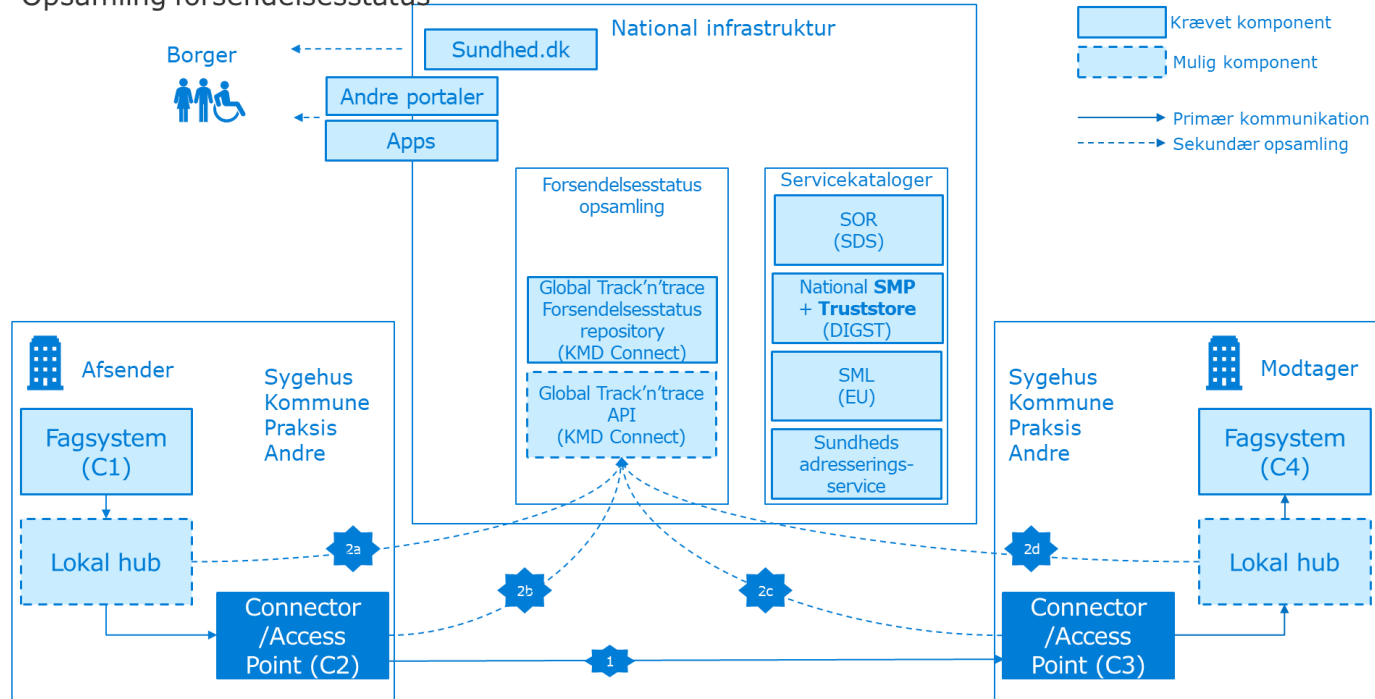 Opsamling forsendelsesstatus
National infrastruktur
Sundhed.dk
Borger
Andre portaler
Apps
Krævet komponent
Mulig komponent
Primær kommunikation
Sekundær opsamling
Forsendelsesstatus
opsamling
Global Track’n’trace
Forsendelsesstatus
repository
(KMD Connect)
Global Track’n’trace
API
(KMD Connect)
Servicekataloger
SOR
(SDS)
National SMP
+ Truststore
(DIGST)
SML
(EU)
Sundheds
adresserings-
service
Afsender
Sygehus
Kommune
Praksis
Andre
Fagsystem
(C1)
Lokal hub
Connector
/Access
Point (C2)
2a
2b
2c
2d
1
Modtager
Sygehus
Kommune
Praksis
Andre
Fagsystem
(C4)
Lokal hub
Connector
/Access
Point (C3)